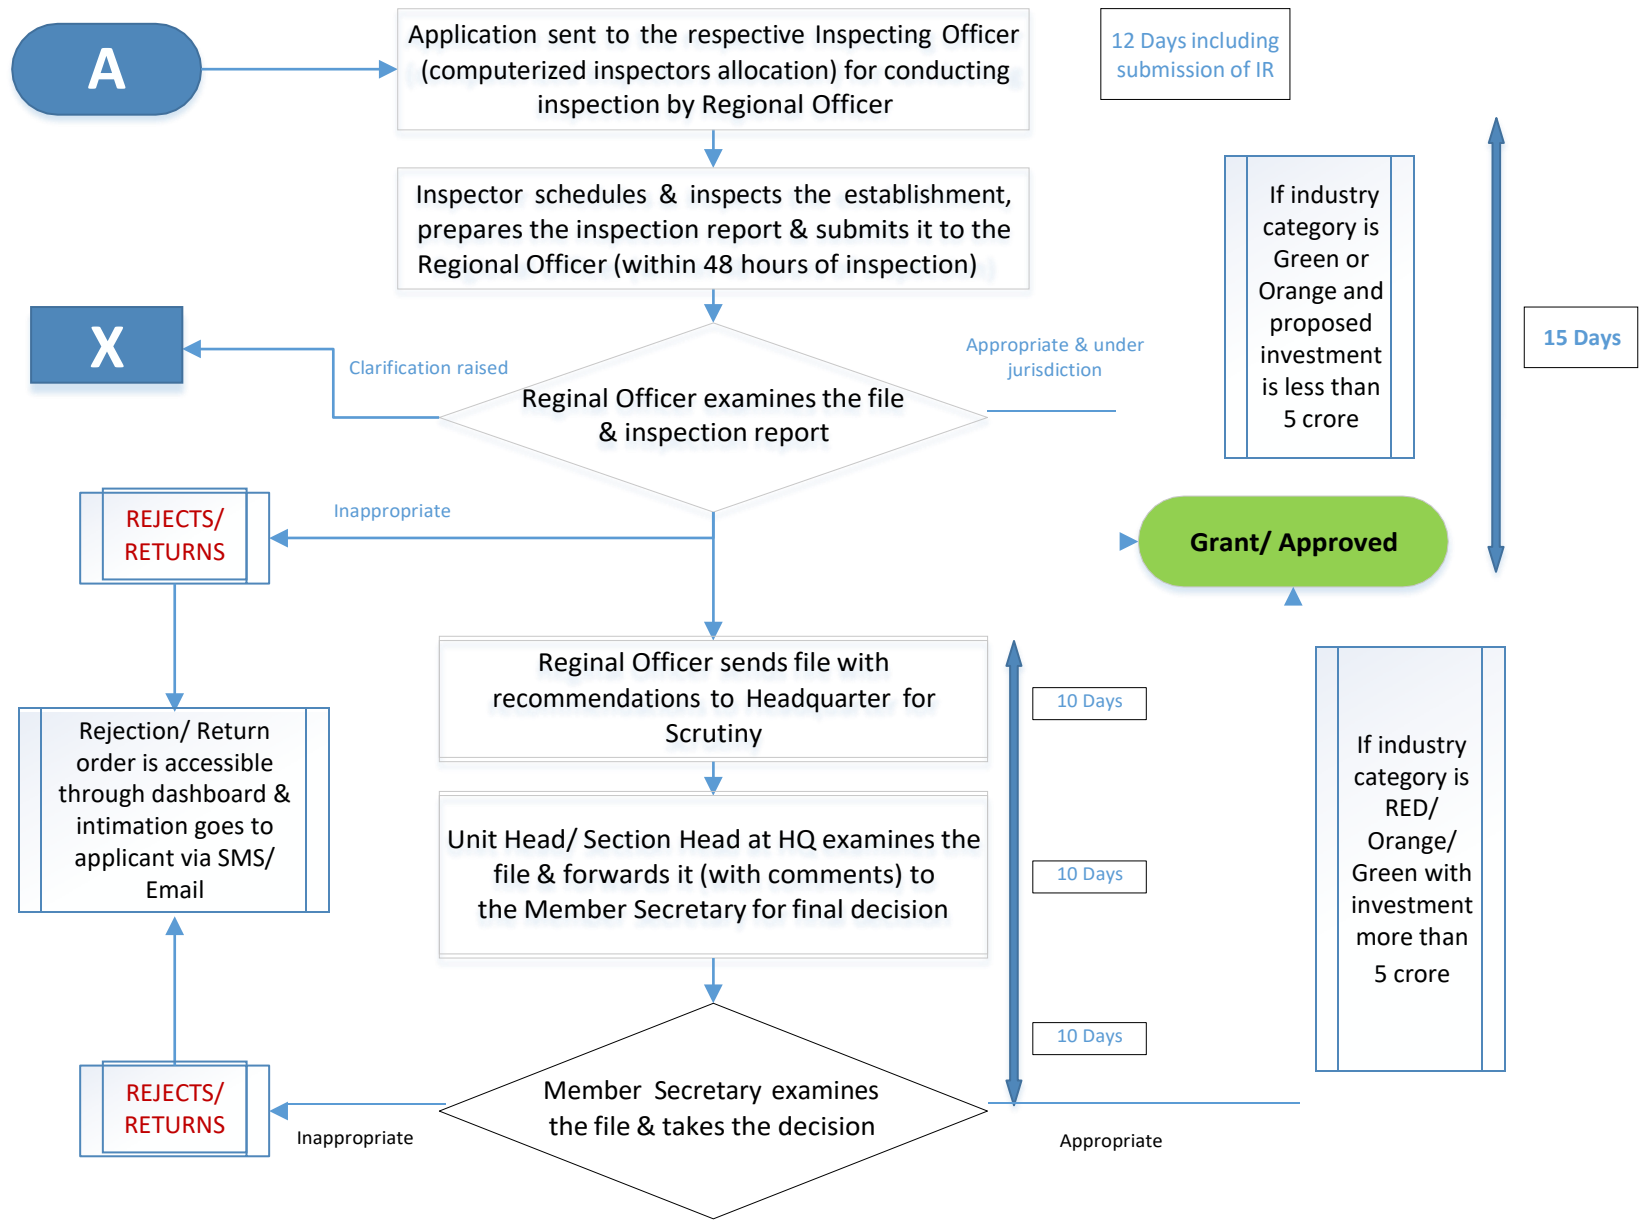 A
Application sent to the respective Inspecting Officer
(computerized inspectors allocation) for conducting
inspection by Regional Officer
12 Days including
submission of IR
Inspector schedules & inspects the establishment,
prepares the inspection report & submits it to the
Regional Officer (within 48 hours of inspection)
If industry
category is
Green or
Orange and
proposed
investment
is less than
5 crore
15 Days
X
Clarification raised
Appropriate & under
jurisdiction
Reginal Officer examines the file
& inspection report
REJECTS/
RETURNS
Inappropriate
Grant/ Approved
Reginal Officer sends file with
recommendations to Headquarter for
Scrutiny
10 Days
Rejection/ Return
order is accessible
through dashboard &
intimation goes to
applicant via SMS/
Email
Unit Head/ Section Head at HQ examines the
file & forwards it (with comments) to
the Member Secretary for final decision
10 Days
If industry
category is
RED/
Orange/
Green with
investment
more than
5 crore
10 Days
REJECTS/
RETURNS
Inappropriate
Member Secretary examines
the file & takes the decision
Appropriate